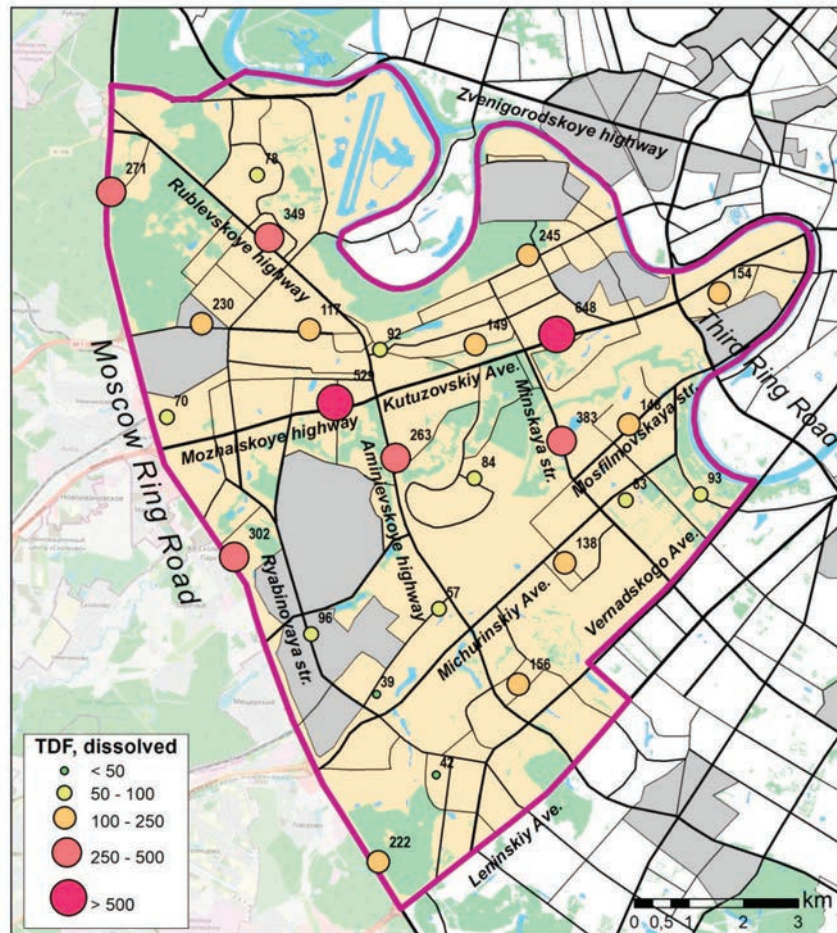 Zvenigorodskoye highway
271
78
Rublevskoye highway
349
245
154
230
117
92
149
648
Third Ring Road
529
Kutuzovskiy Ave.
Minskaya str.
70
Mozhaiskoye highway
263
383
146
Mosfilmovskaya str.
Moscow Ring Road
Aminievskoye highway
84
83
93
302
138
Vernadskogo Ave.
Ryabinovaya str.
96
57
Michurinskiy Ave.
39
156
42
222
Leninskiy Ave.
TDF, dissolved
< 50
50 - 100
100 - 250
250 - 500
> 500
km
0 0,5 1 2 3